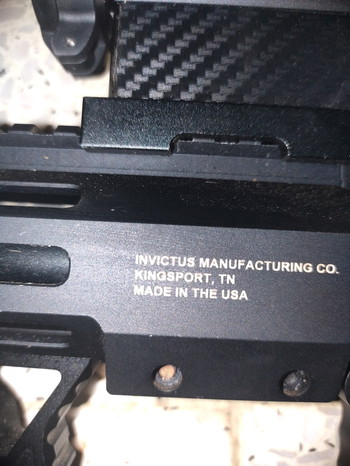 INVICTUS MANUFACTURING CO.
KINGSPORT, TN
MADE IN THE USA